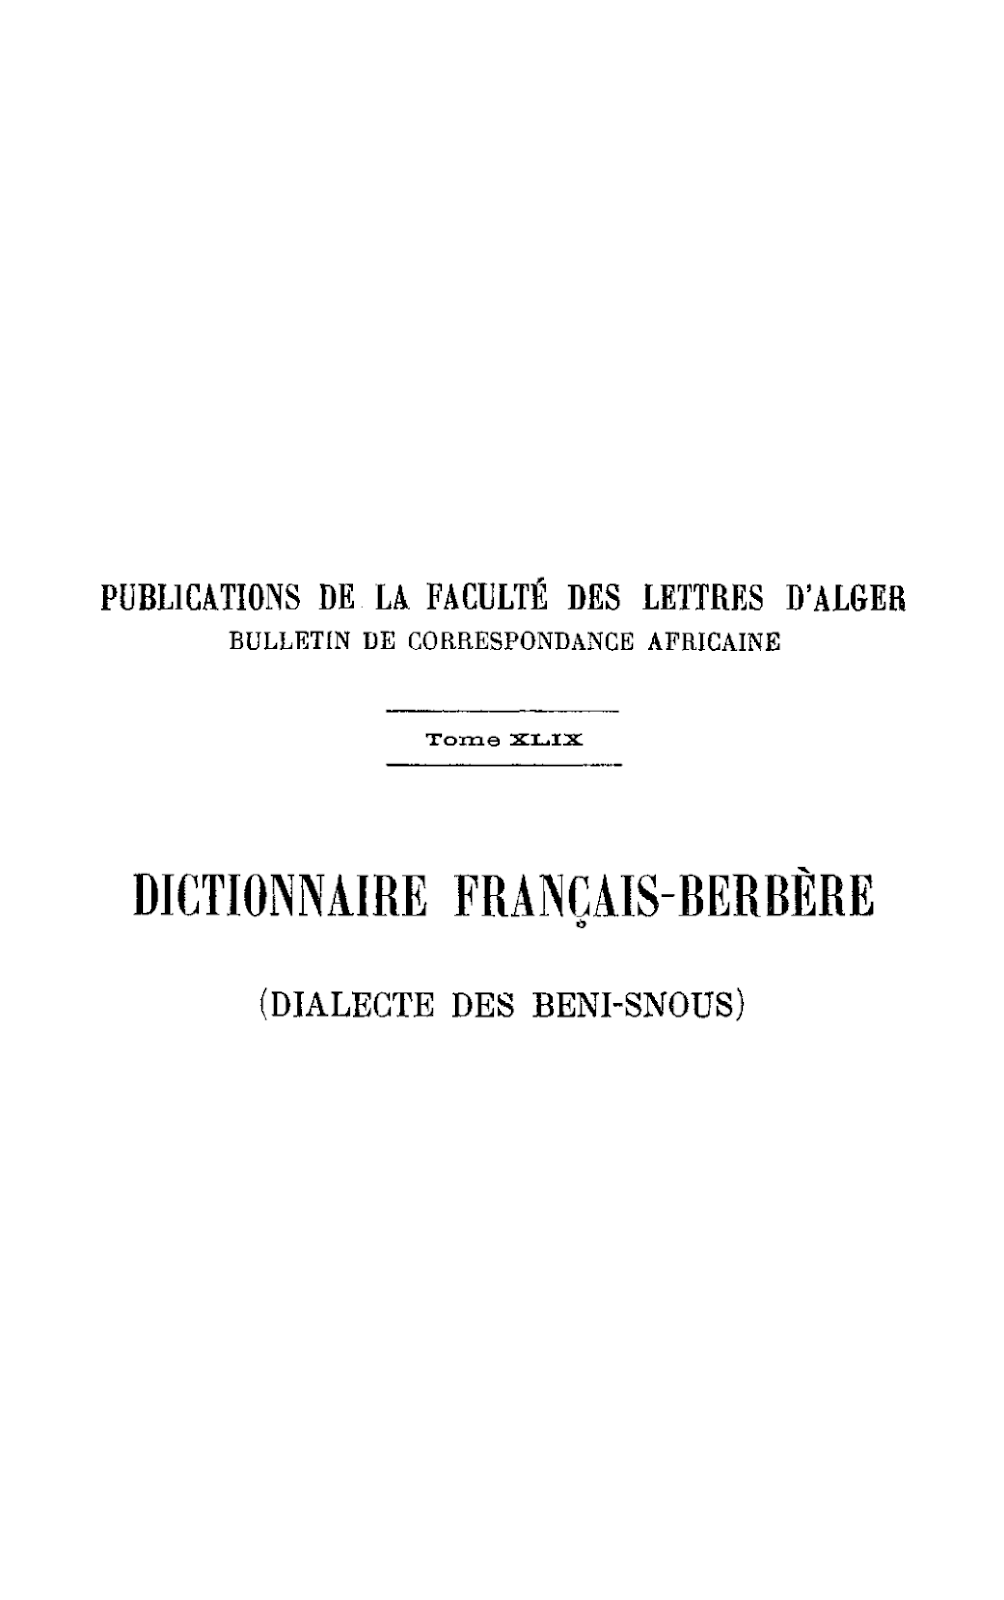 PUBLICATIONS DE LA FACULTÉ DES LETTRES D'ALGER
BULLETIN DE CORRESPONDANCE AFRICAINE
Tome XLIX
DICTIONNAIRE FRANÇAIS-BERBÈRE
(DIALECTE DES BENI-SNOUS)